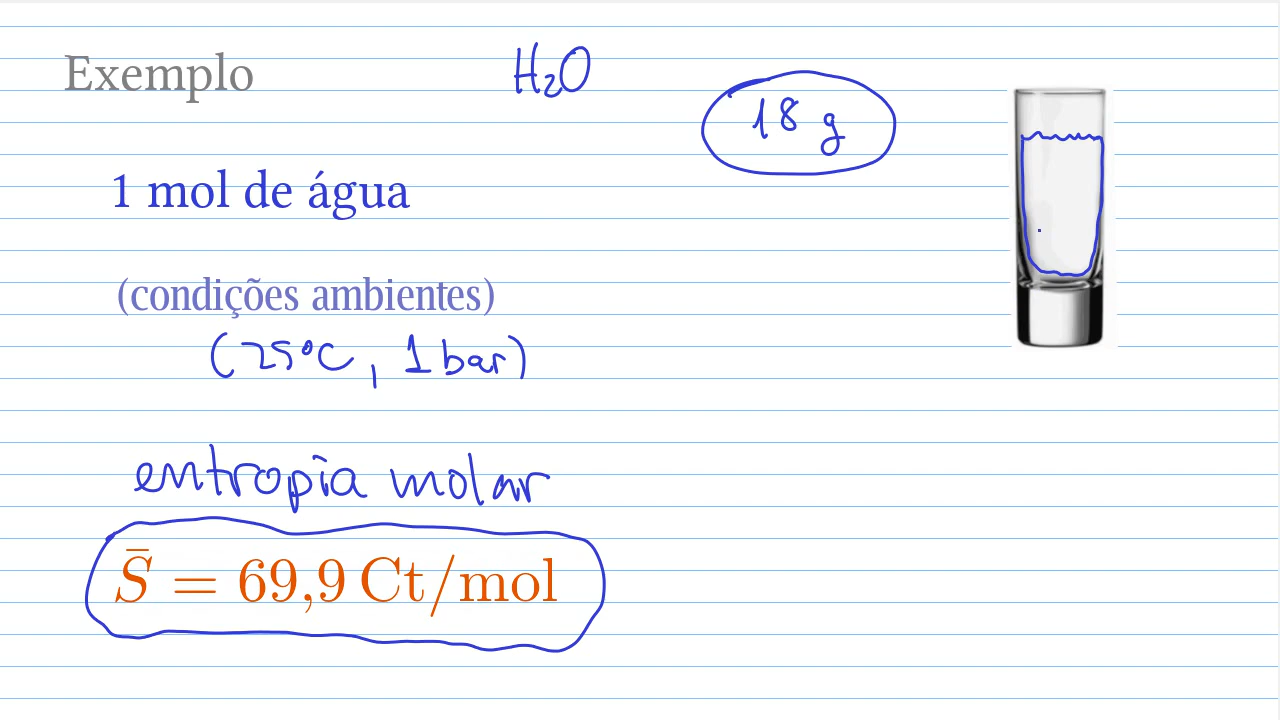 Exemplo
H₂O
18 g
1 mol de água
(condições ambientes)
(25°C, 1 bar)
entropia molar
S̄ = 69,9 Ct/mol